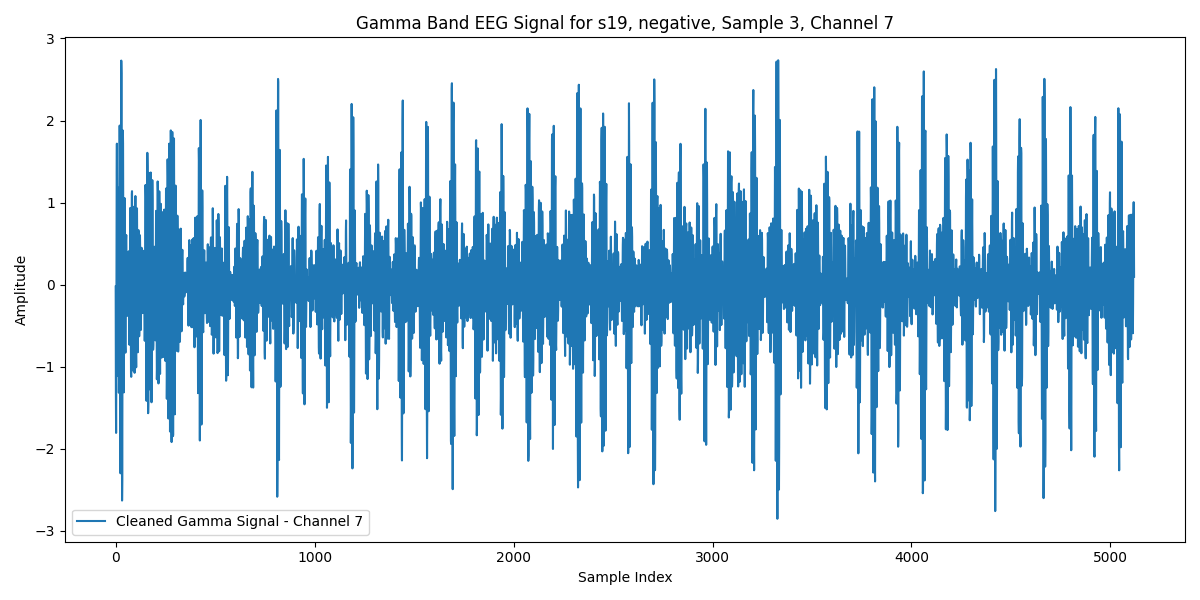 Gamma Band EEG Signal for s19, negative, Sample 3, Channel 7
3
2
1
0
−1
−2
−3
Amplitude
Cleaned Gamma Signal - Channel 7
0 1000 2000 3000 4000 5000
Sample Index